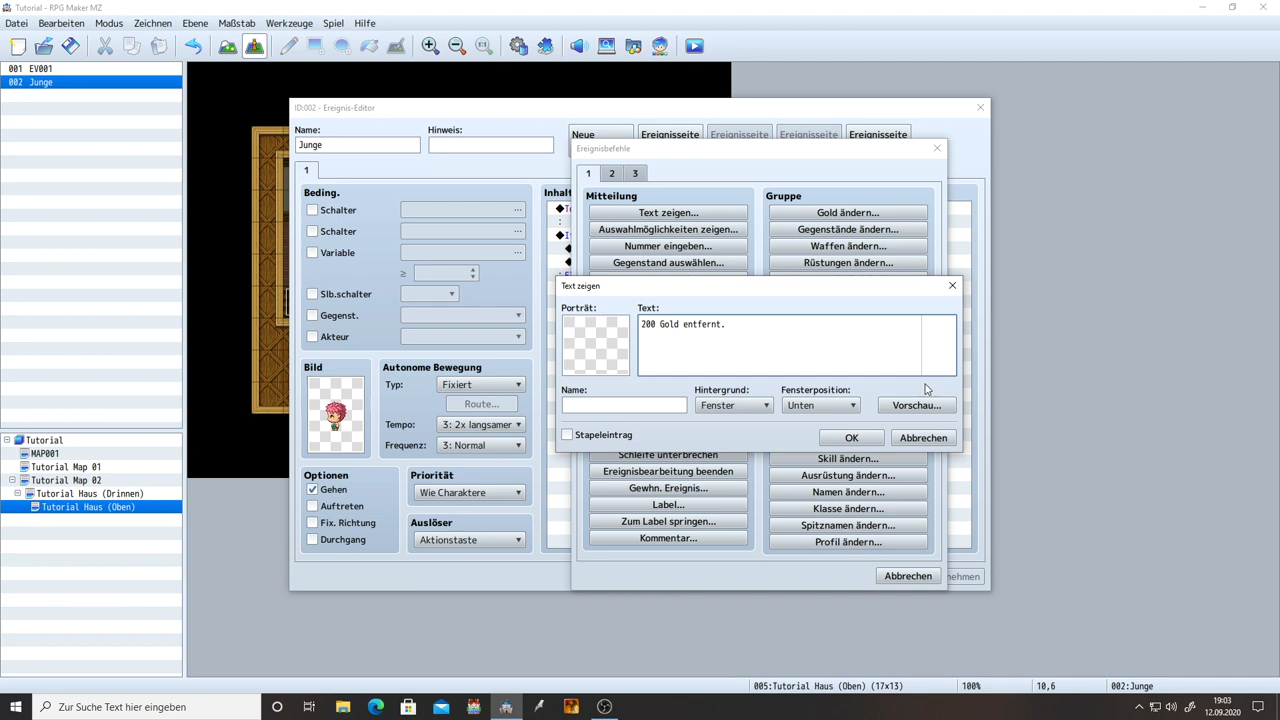 Tutorial - RPG Maker MZ
Datei Bearbeiten Modus Zeichnen Ebene Maßstab Werkzeuge Spiel Hilfe
001 EV001
002 Junge
ID:002 - Ereignis-Editor
Name: Hinweis:
Junge
Neue Ereignisseite Ereignisseite Ereignisseite Ereignisseite
1
Beding.
Schalter ...
Schalter ...
Variable ...
≥
Slb.schalter
Gegenst.
Akteur
Bild
Autonome Bewegung
Typ: Fixiert
Route...
Tempo: 3: 2x langsamer
Frequenz: 3: Normal
Optionen
Gehen
Auftreten
Fix. Richtung
Durchgang
Priorität
Wie Charaktere
Auslöser
Aktionstaste
Ereignisbefehle
1 2 3
Mitteilung
Text zeigen...
Auswahlmöglichkeiten zeigen...
Nummer eingeben...
Gegenstand auswählen...
Gruppe
Gold ändern...
Gegenstände ändern...
Waffen ändern...
Rüstungen ändern...
Text zeigen
Porträt: Text:
200 Gold entfernt.
Name: Hintergrund: Fensterposition:
Fenster Unten Vorschau...
Stapeleintrag
OK Abbrechen
Schleife unterbrechen
Ereignisbearbeitung beenden
Gewhn. Ereignis...
Label...
Zum Label springen...
Kommentar...
Skill ändern...
Ausrüstung ändern...
Namen ändern...
Klasse ändern...
Spitznamen ändern...
Profil ändern...
Abbrechen
nehmen
Tutorial
MAP001
Tutorial Map 01
Tutorial Map 02
Tutorial Haus (Drinnen)
Tutorial Haus (Oben)
005:Tutorial Haus (Oben) (17x13) 100% 10,6 002:Junge
Zur Suche Text hier eingeben
19:03
12.09.2020